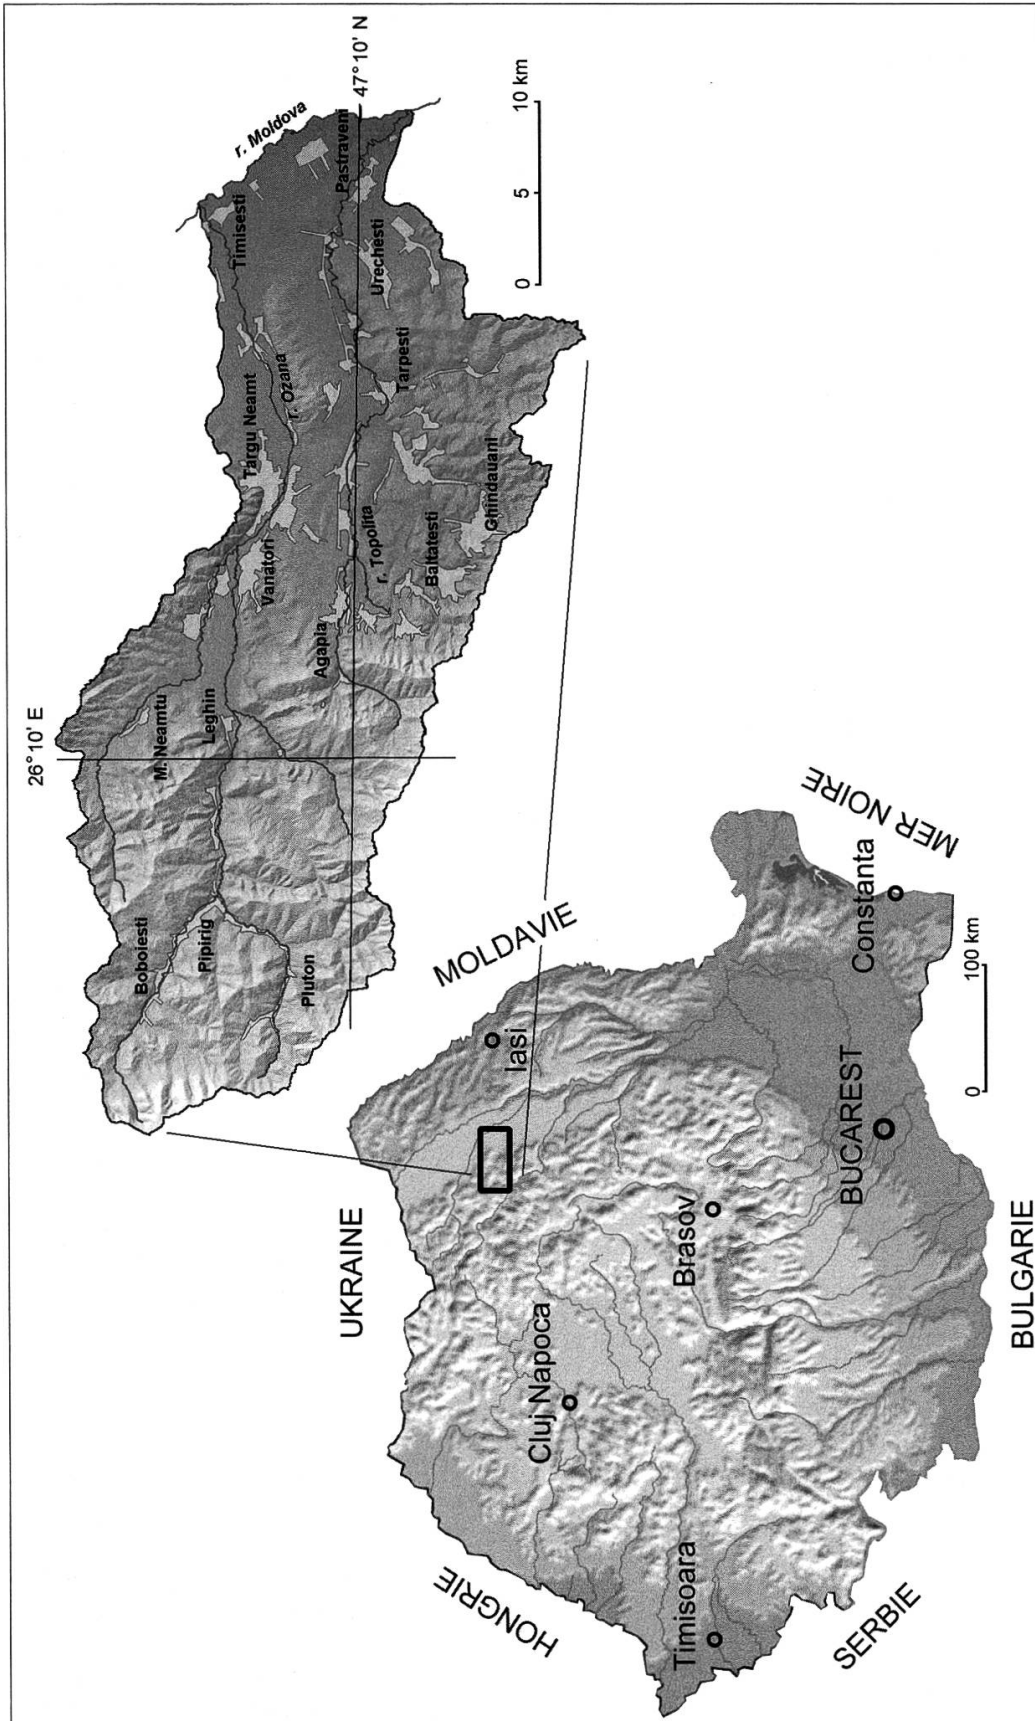 26°10' E
47°10' N
r. Moldova
Timisesti
Pastraveni
Targu Neamt
r. Ozana
Urechesti
Tarpesti
Vanatori
r. Topolita
Ghindauani
Baltatesti
Agapia
M. Neamtu
Leghin
Boboiesti
Pipirig
Pluton
0 5 10 km
UKRAINE
MOLDAVIE
HONGRIE
Iasi
Cluj Napoca
Timisoara
Brasov
SERBIE
BUCAREST
Constanta
MER NOIRE
BULGARIE
0 100 km